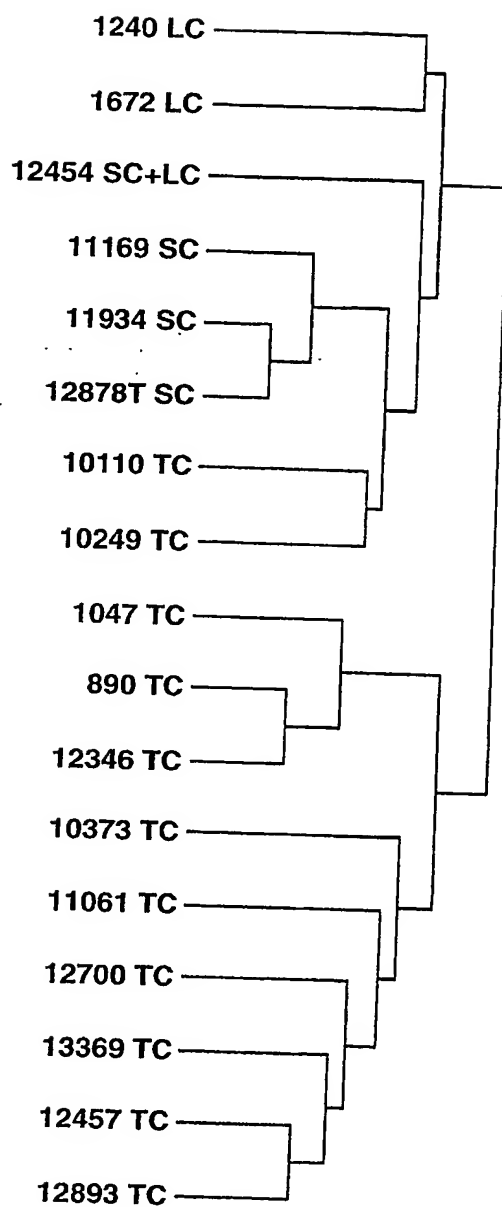 1240 LC
1672 LC
12454 SC+LC
11169 SC
11934 SC
12878T SC
10110 TC
10249 TC
1047 TC
890 TC
12346 TC
10373 TC
11061 TC
12700 TC
13369 TC
12457 TC
12893 TC